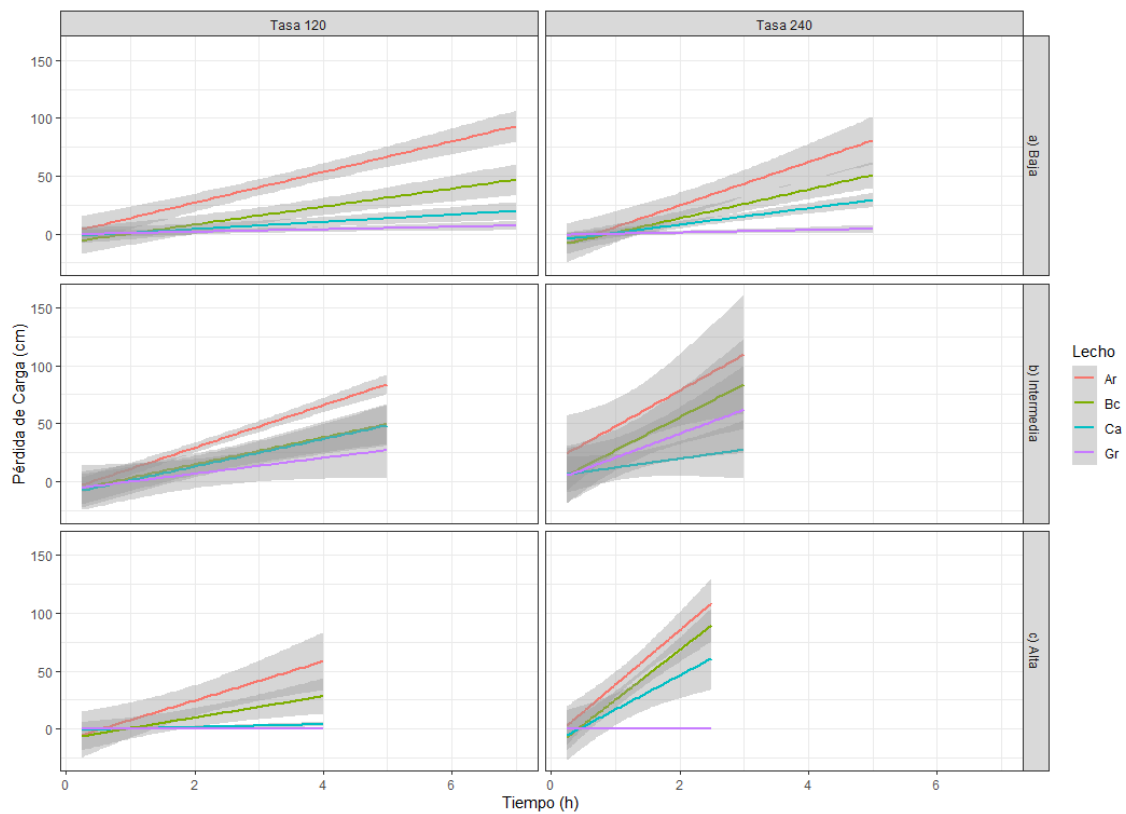 Tasa 120
Tasa 240
150
100
50
0
a) Baja
150
100
50
0
b) Intermedia
150
100
50
0
c) Alta
Pérdida de Carga (cm)
0 2 4 6
0 2 4 6
Tiempo (h)
Lecho
Ar
Bc
Ca
Gr